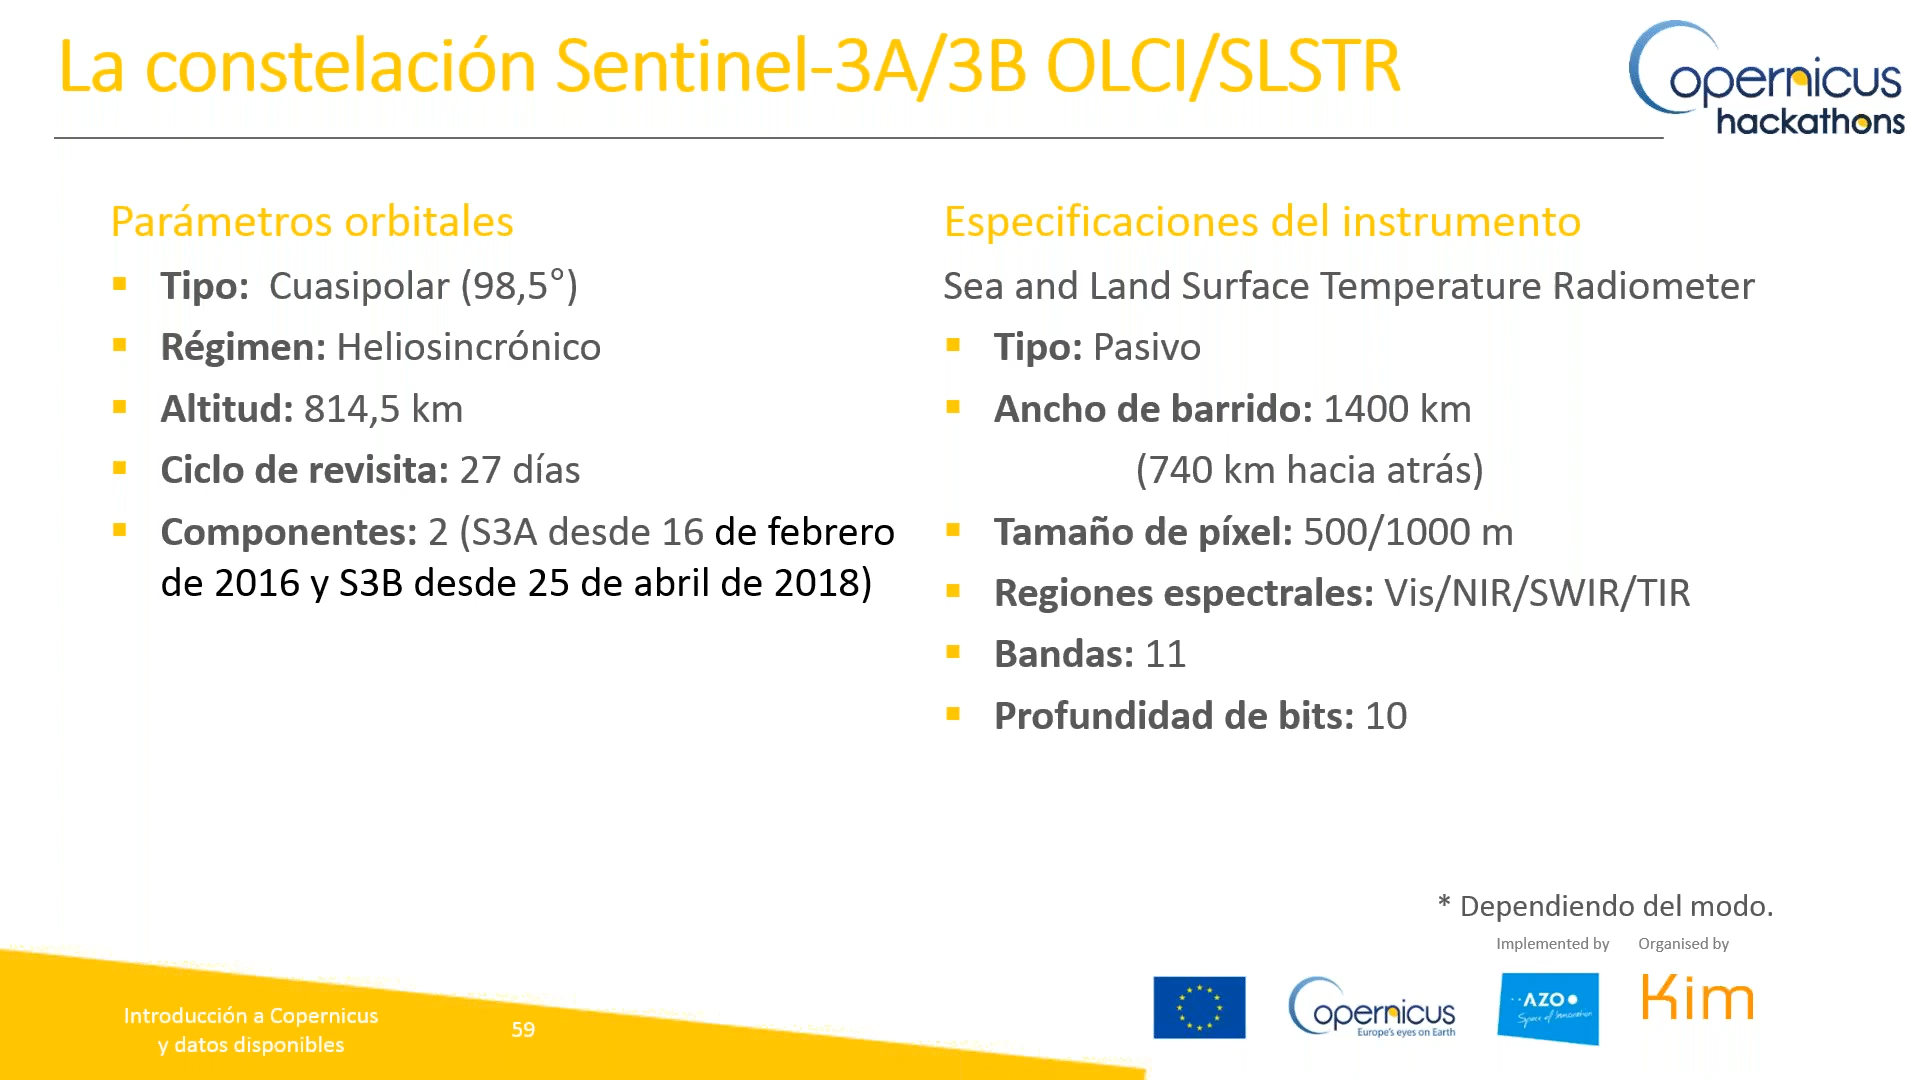 La constelación Sentinel-3A/3B OLCI/SLSTR
Copernicus
hackathons
Parámetros orbitales
▪ Tipo: Cuasipolar (98,5°)
▪ Régimen: Heliosincrónico
▪ Altitud: 814,5 km
▪ Ciclo de revisita: 27 días
▪ Componentes: 2 (S3A desde 16 de febrero
de 2016 y S3B desde 25 de abril de 2018)
Especificaciones del instrumento
Sea and Land Surface Temperature Radiometer
▪ Tipo: Pasivo
▪ Ancho de barrido: 1400 km
(740 km hacia atrás)
▪ Tamaño de píxel: 500/1000 m
▪ Regiones espectrales: Vis/NIR/SWIR/TIR
▪ Bandas: 11
▪ Profundidad de bits: 10
* Dependiendo del modo.
Implemented by
Organised by
Introducción a Copernicus
y datos disponibles
59
Copernicus
Europe's eyes on Earth
AZO
Space of Innovation
Kim